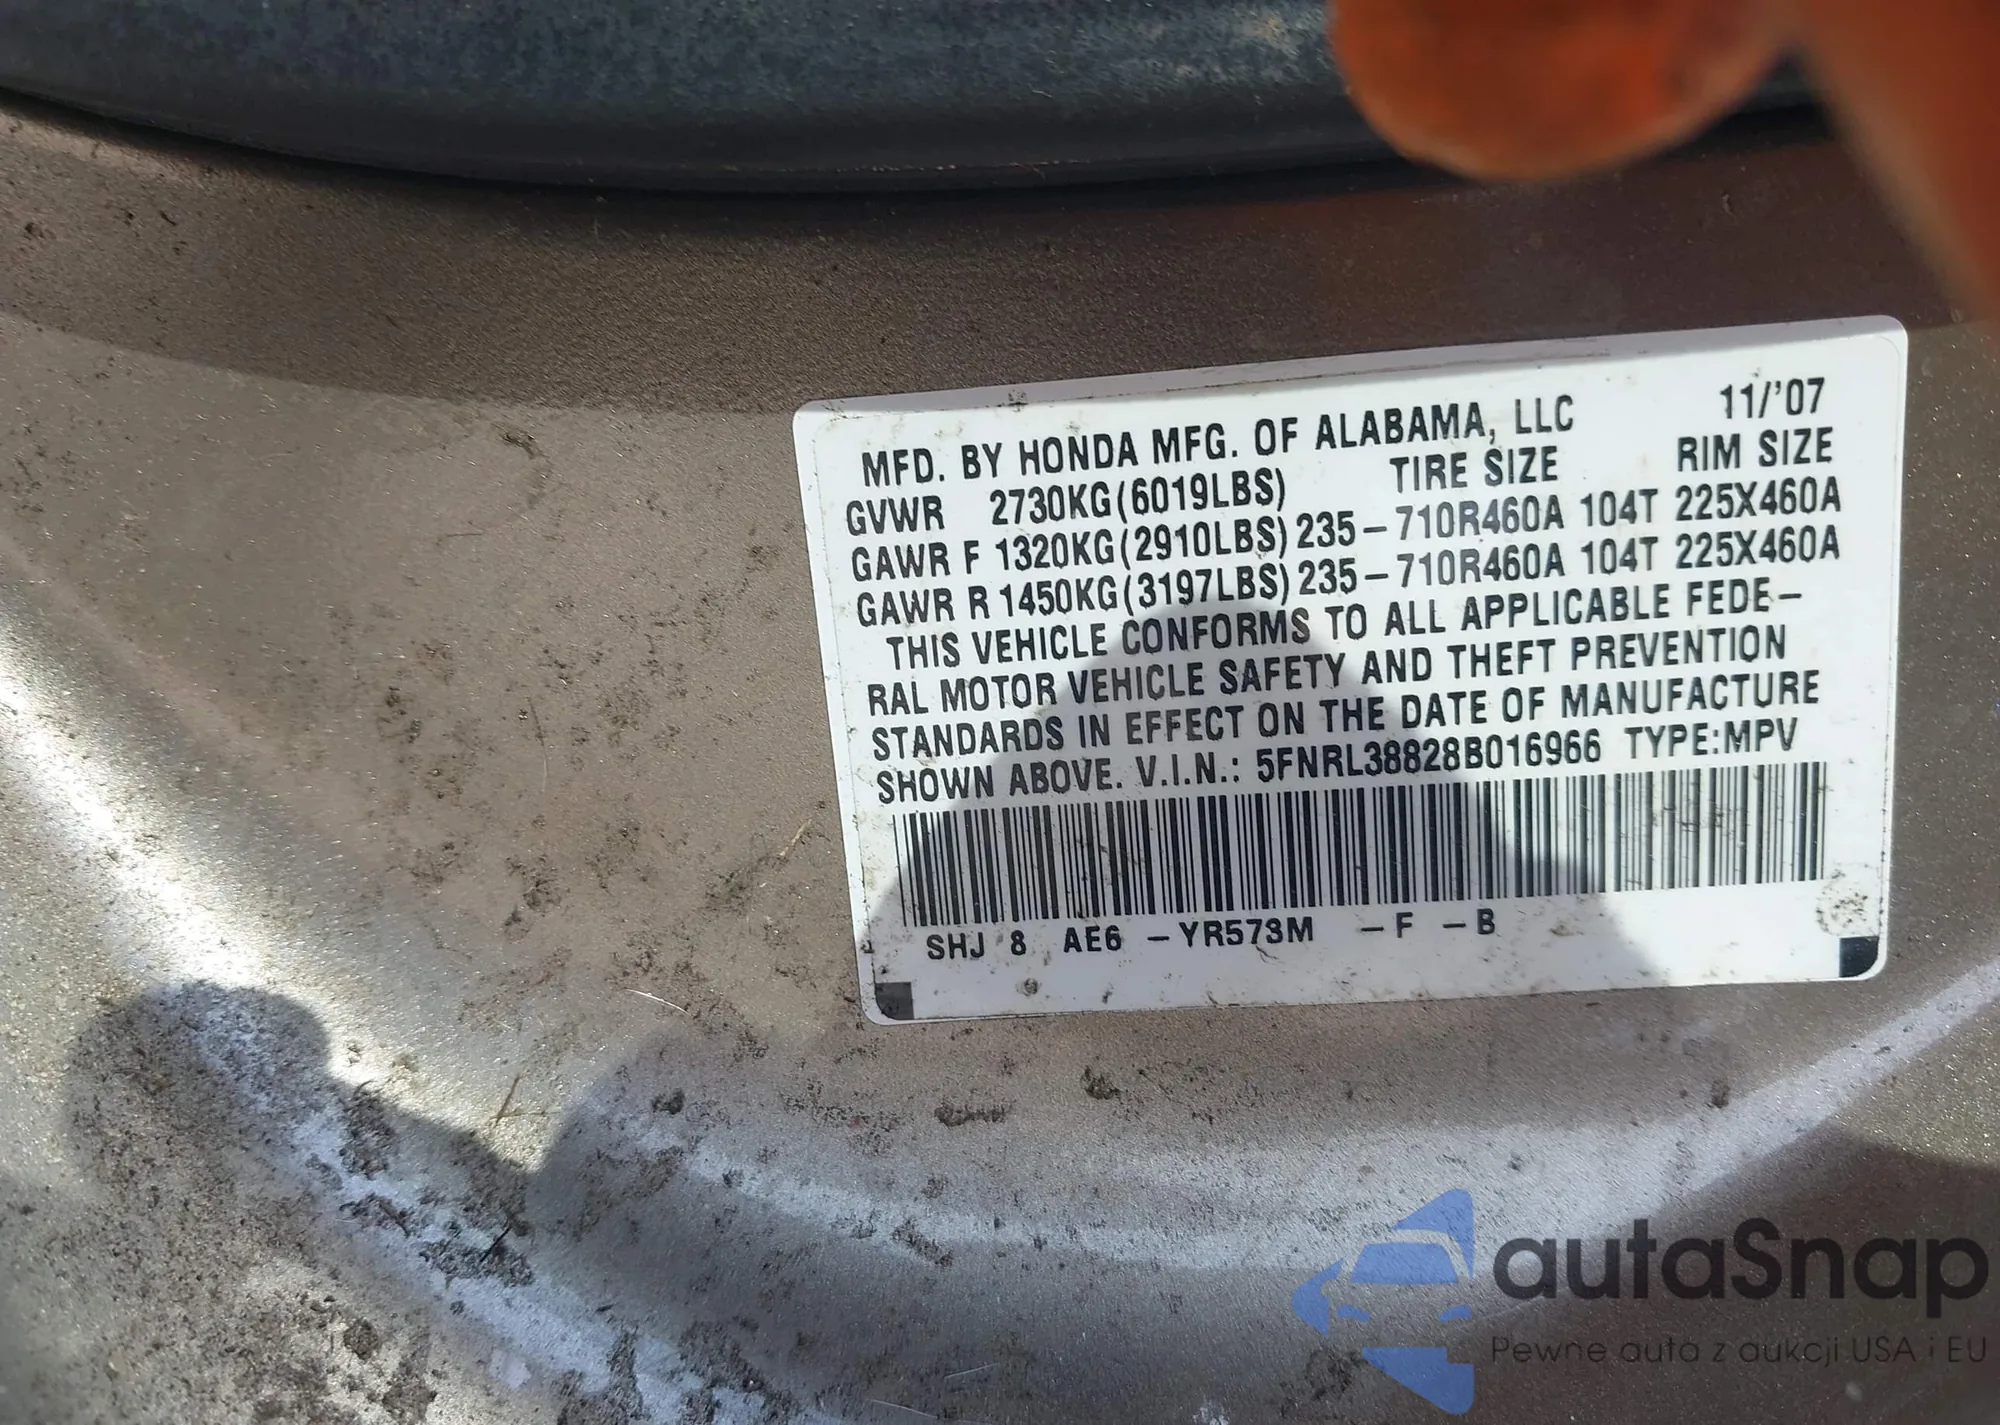 MFD. BY HONDA MFG. OF ALABAMA, LLC 11/'07
GVWR 2730KG(6019LBS) TIRE SIZE RIM SIZE
GAWR F 1320KG(2910LBS) 235-710R460A 104T 225X460A
GAWR R 1450KG(3197LBS) 235-710R460A 104T 225X460A
THIS VEHICLE CONFORMS TO ALL APPLICABLE FEDE-
RAL MOTOR VEHICLE SAFETY AND THEFT PREVENTION
STANDARDS IN EFFECT ON THE DATE OF MANUFACTURE
SHOWN ABOVE. V.I.N.: 5FNRL38828B016966 TYPE:MPV
SHJ 8 AE6 -YR573M -F -B
autaSnap
Pewne auta z aukcji USA i EU